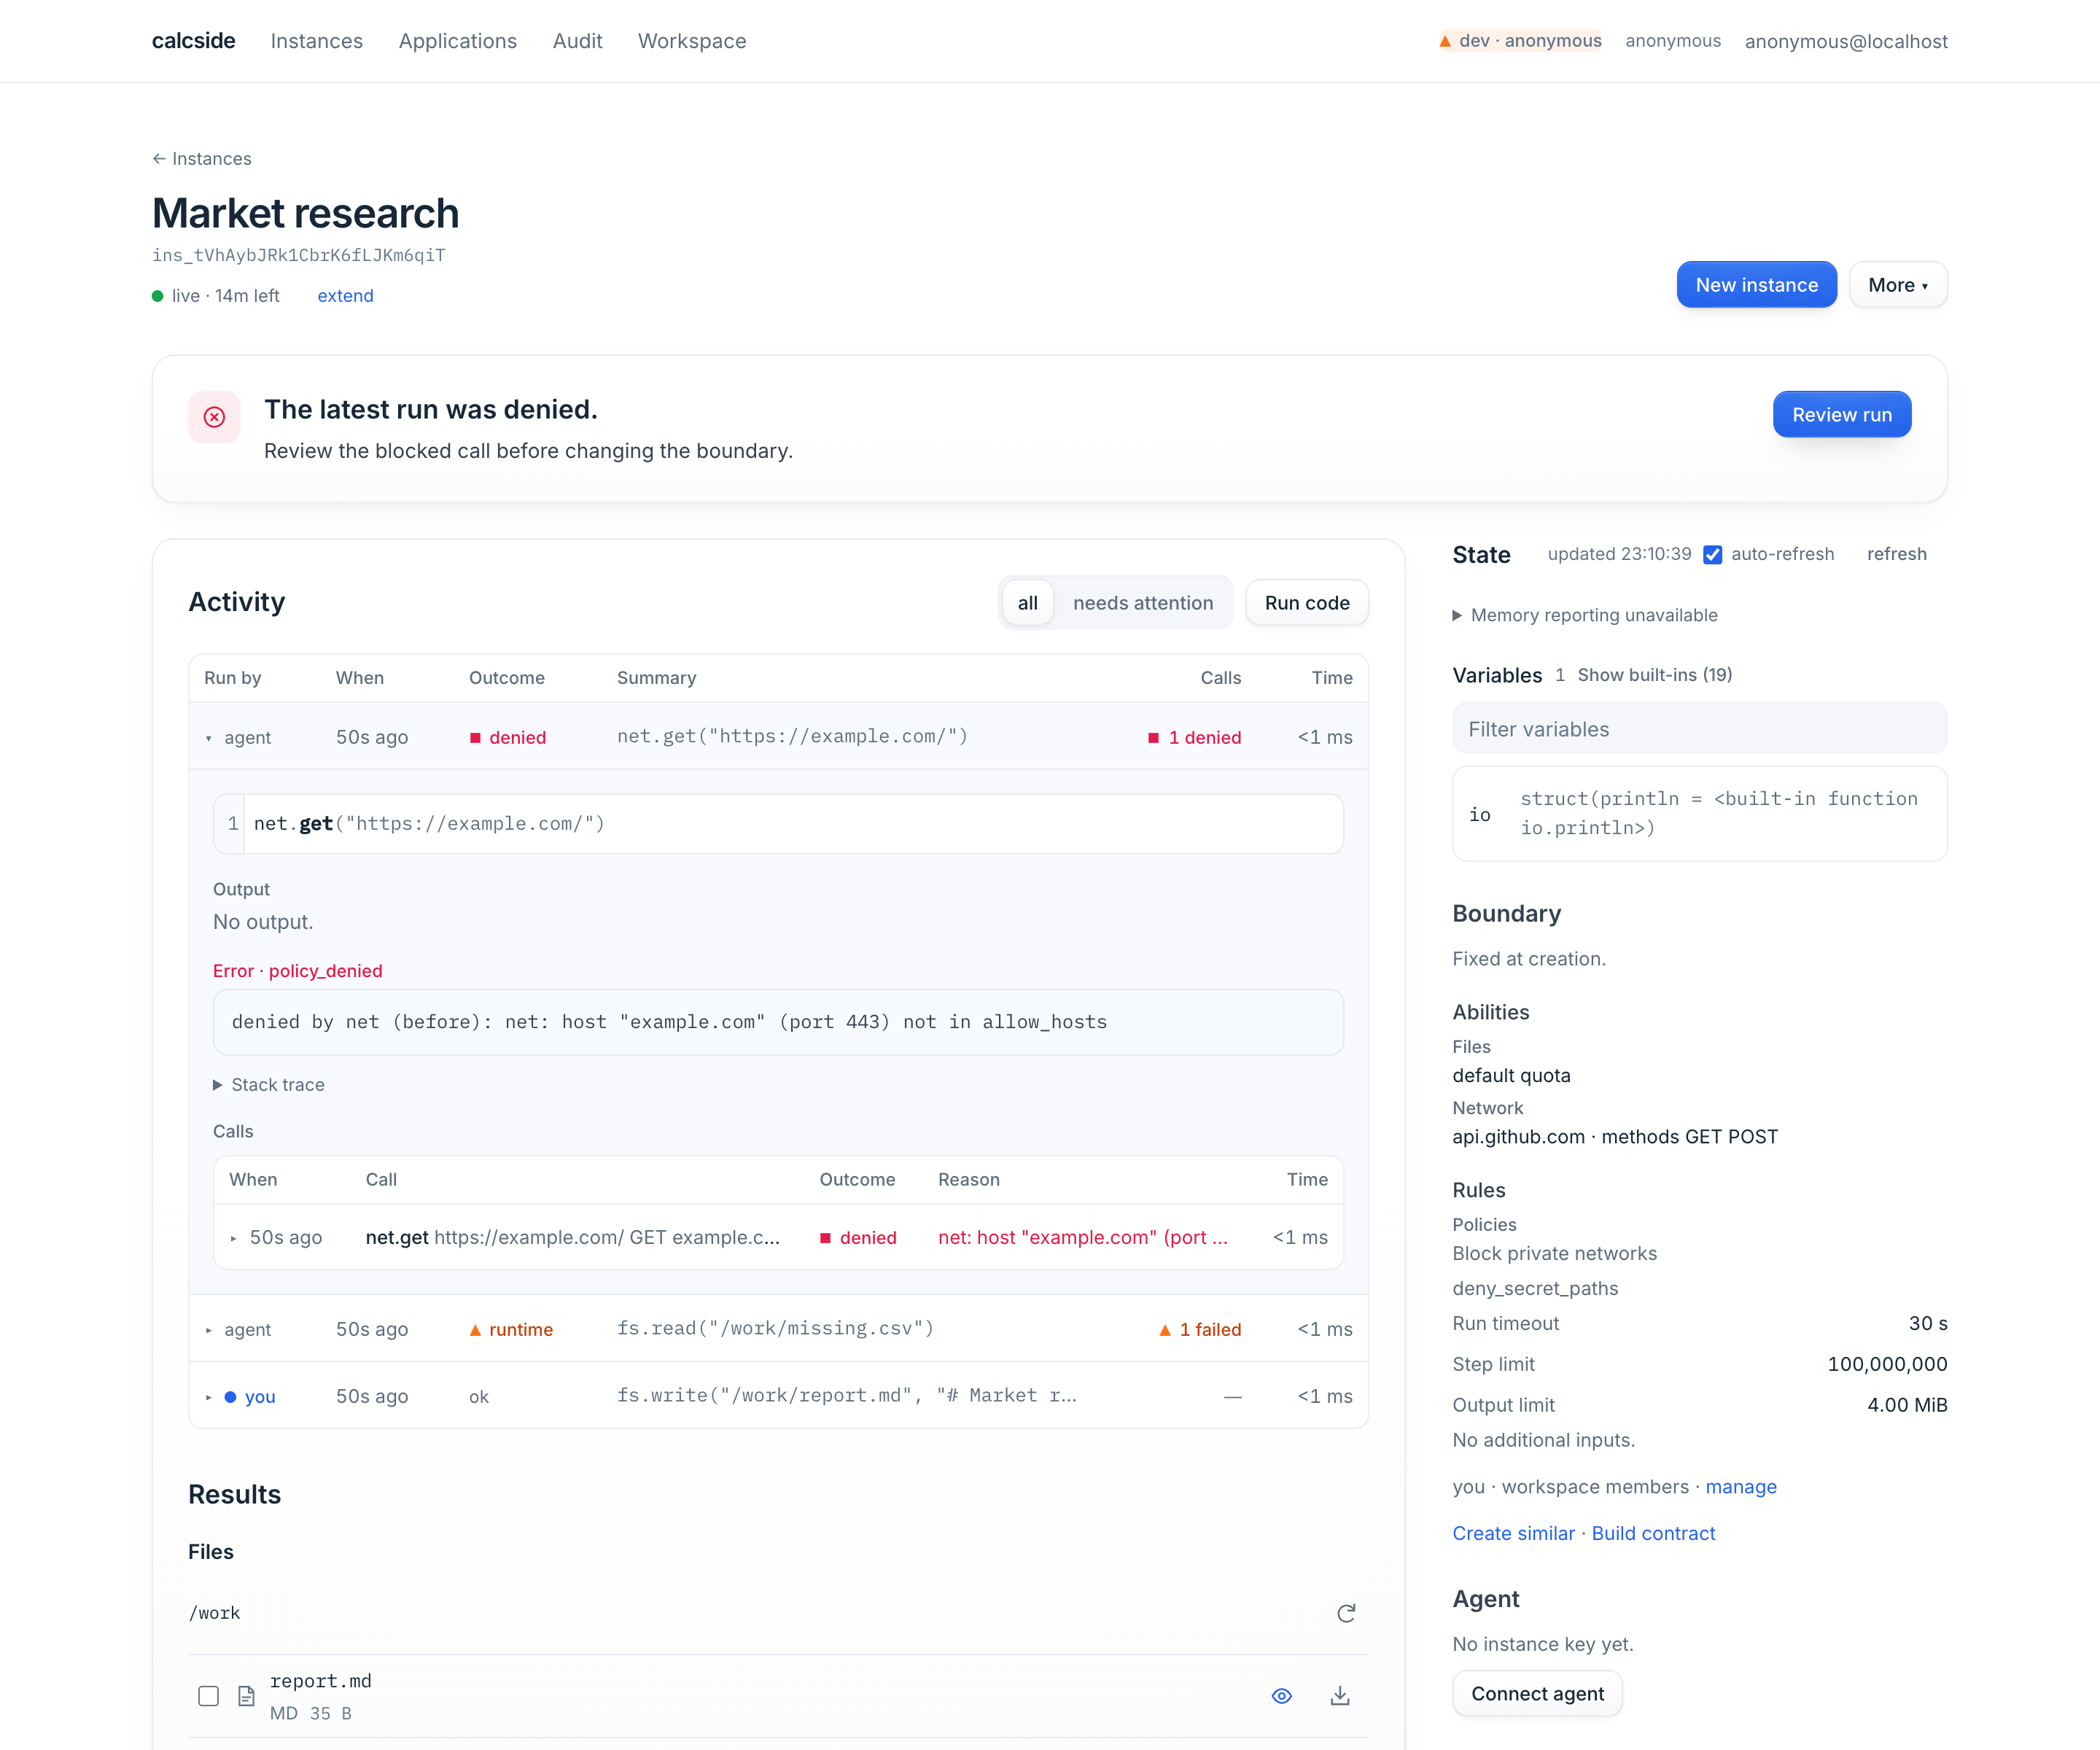 calcside Instances Applications Audit Workspace ▲ dev · anonymous anonymous anonymous@localhost
← Instances
Market research
ins_tVhAybJRk1CbrK6fLJKm6qiT
live · 14m left extend
New instance More ▾
The latest run was denied.
Review the blocked call before changing the boundary.
Review run
Activity
all needs attention Run code
Run by When Outcome Summary Calls Time
▾ agent 50s ago ■ denied net.get("https://example.com/") ■ 1 denied <1 ms
1 net.get("https://example.com/")
Output
No output.
Error · policy_denied
denied by net (before): net: host "example.com" (port 443) not in allow_hosts
▶ Stack trace
Calls
When Call Outcome Reason Time
▸ 50s ago net.get https://example.com/ GET example.c... ■ denied net: host "example.com" (port ... <1 ms
▸ agent 50s ago ▲ runtime fs.read("/work/missing.csv") ▲ 1 failed <1 ms
▸ ● you 50s ago ok fs.write("/work/report.md", "# Market r... — <1 ms
Results
Files
/work
report.md
MD 35 B
State updated 23:10:39 auto-refresh refresh
▶ Memory reporting unavailable
Variables 1 Show built-ins (19)
Filter variables
io struct(println = <built-in function
io.println>)
Boundary
Fixed at creation.
Abilities
Files
default quota
Network
api.github.com · methods GET POST
Rules
Policies
Block private networks
deny_secret_paths
Run timeout 30 s
Step limit 100,000,000
Output limit 4.00 MiB
No additional inputs.
you · workspace members · manage
Create similar · Build contract
Agent
No instance key yet.
Connect agent